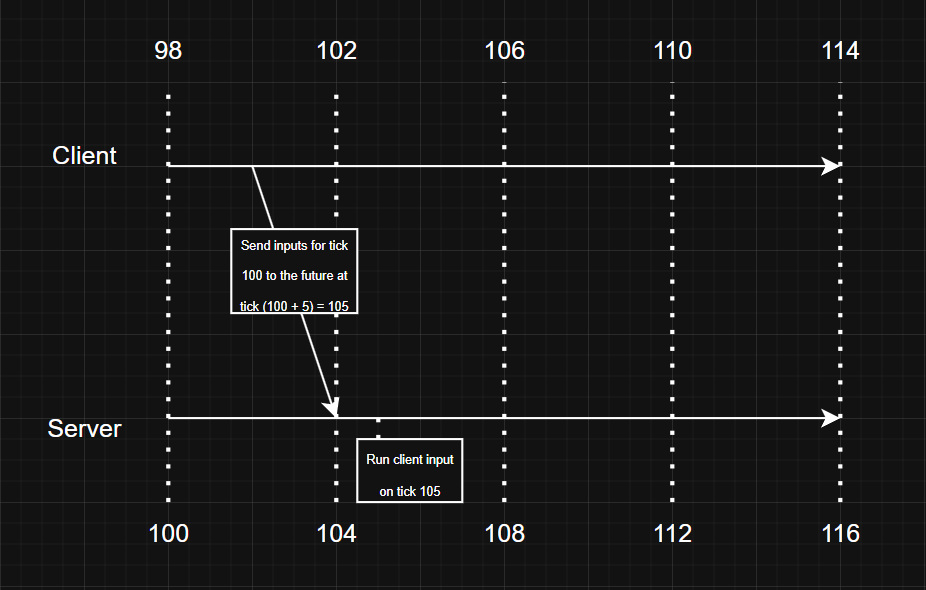 98 102 106 110 114
Client
Send inputs for tick
100 to the future at
tick (100 + 5) = 105
Server
Run client input
on tick 105
100 104 108 112 116